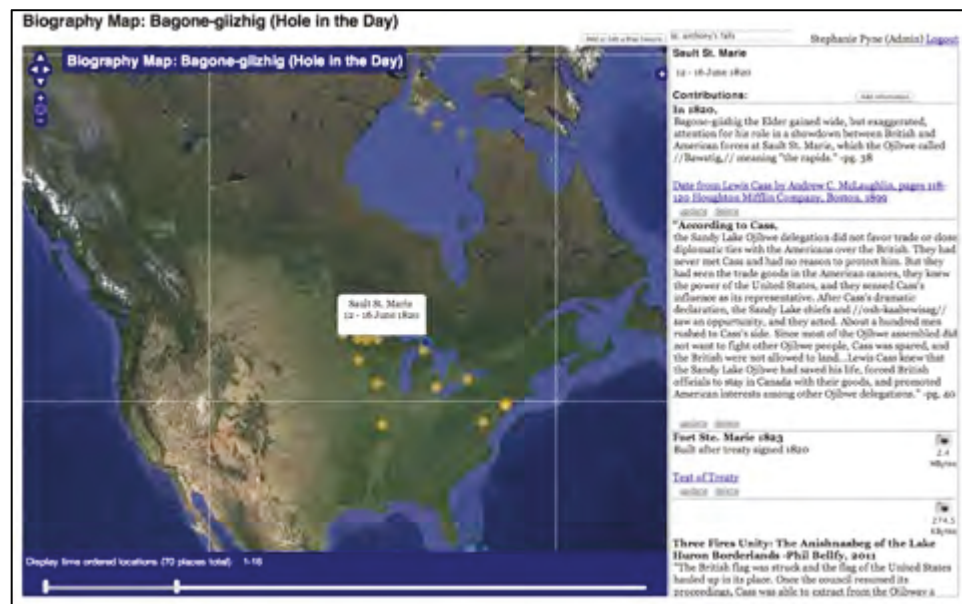 Biography Map: Bagone-giizhig (Hole in the Day)
St. anthony's falls
Stephanie Pyne (Admin) Logout
Biography Map: Bagone-giizhig (Hole in the Day)
Sault St. Marie
12 - 16 June 1820
Contributions:
Add Information
In 1820,
Bagone-giizhig the Elder gained wide, but exaggerated,
attention for his role in a showdown between British and
American forces at Sault St. Marie, which the Ojibwe called
//Bawatig,// meaning "the rapids." -pg. 38
Date from Lewis Cass by Andrew C. McLaughlin, pages 118-
120 Houghton Mifflin Company, Boston, 1899
"According to Cass,
the Sandy Lake Ojibwe delegation did not favor trade or close
diplomatic ties with the Americans over the British. They had
never met Cass and had no reason to protect him. But they
had seen the trade goods in the American canoes, they knew
the power of the United States, and they sensed Cass's
influence as its representative. After Cass's dramatic
declaration, the Sandy Lake chiefs and //osh-kaabewisag//
saw an opportunity, and they acted. About a hundred men
rushed to Cass's side. Since most of the Ojibwe assembled did
not want to fight other Ojibwe people, Cass was spared, and
the British were not allowed to land...Lewis Cass knew that
the Sandy Lake Ojibwe had saved his life, forced British
officials to stay in Canada with their goods, and promoted
American interests among other Ojibwe delegations." -pg. 40
Sault St. Marie
12 - 16 June 1820
Fort Ste. Marie 1823
Built after treaty signed 1820
2.4
KBytes
Text of Treaty
274.5
KBytes
Three Fires Unity: The Anishnaabeg of the Lake
Huron Borderlands -Phil Bellfy, 2011
"The British flag was struck and the flag of the United States
hauled up in its place. Once the council resumed its
proceedings, Cass was able to extract from the Ojibway a
Display time ordered locations (70 places total) 1-16